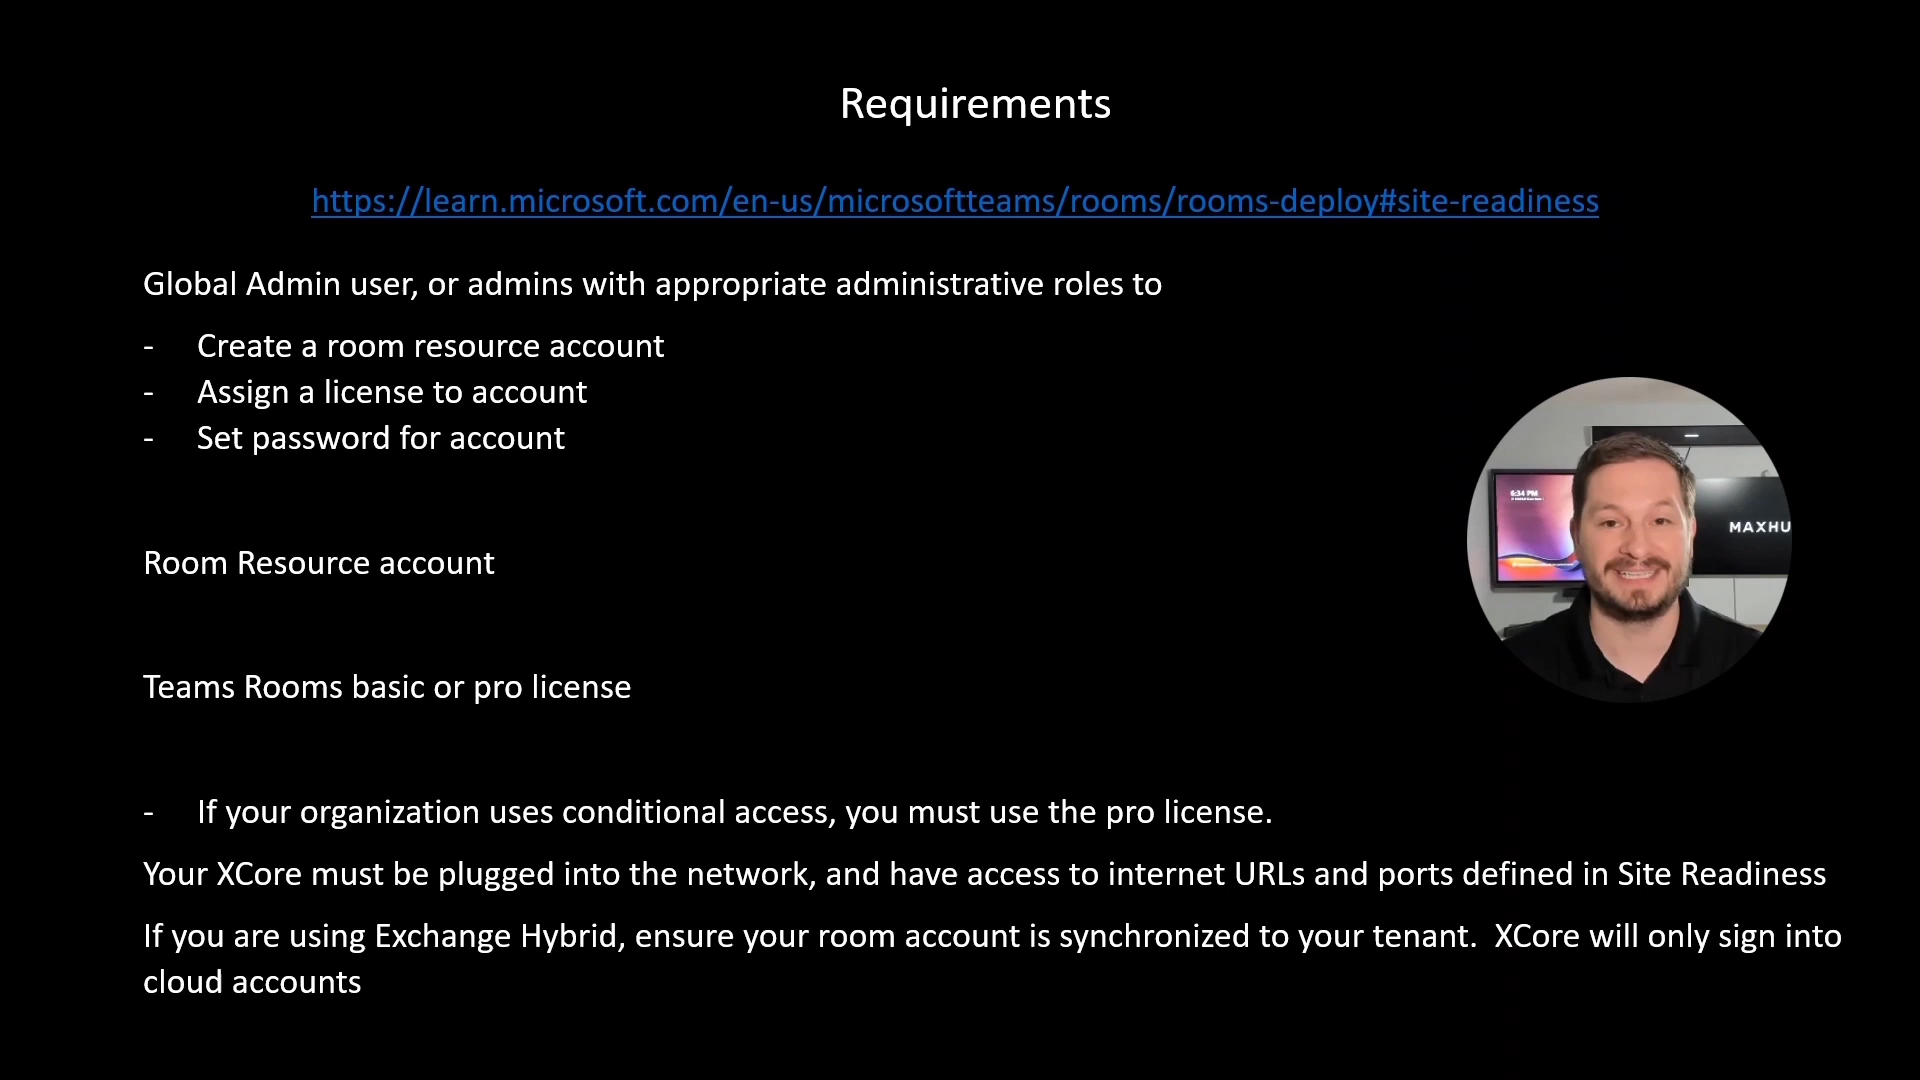 Requirements
https://learn.microsoft.com/en-us/microsoftteams/rooms/rooms-deploy#site-readiness
Global Admin user, or admins with appropriate administrative roles to
- Create a room resource account
- Assign a license to account
- Set password for account
6:34 PM
MAXHU
Room Resource account
Teams Rooms basic or pro license
- If your organization uses conditional access, you must use the pro license.
Your XCore must be plugged into the network, and have access to internet URLs and ports defined in Site Readiness
If you are using Exchange Hybrid, ensure your room account is synchronized to your tenant.  XCore will only sign into
cloud accounts